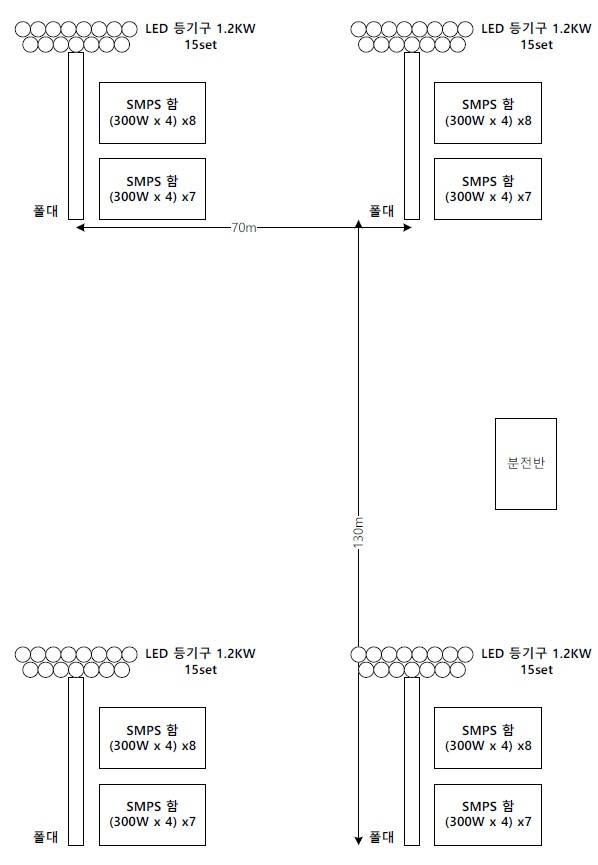 LED 등기구 1.2KW
15set
LED 등기구 1.2KW
15set
SMPS 함
(300W x 4) x8
SMPS 함
(300W x 4) x8
SMPS 함
(300W x 4) x7
SMPS 함
(300W x 4) x7
폴대
폴대
70m
분전반
130m
LED 등기구 1.2KW
15set
LED 등기구 1.2KW
15set
SMPS 함
(300W x 4) x8
SMPS 함
(300W x 4) x8
SMPS 함
(300W x 4) x7
SMPS 함
(300W x 4) x7
폴대
폴대